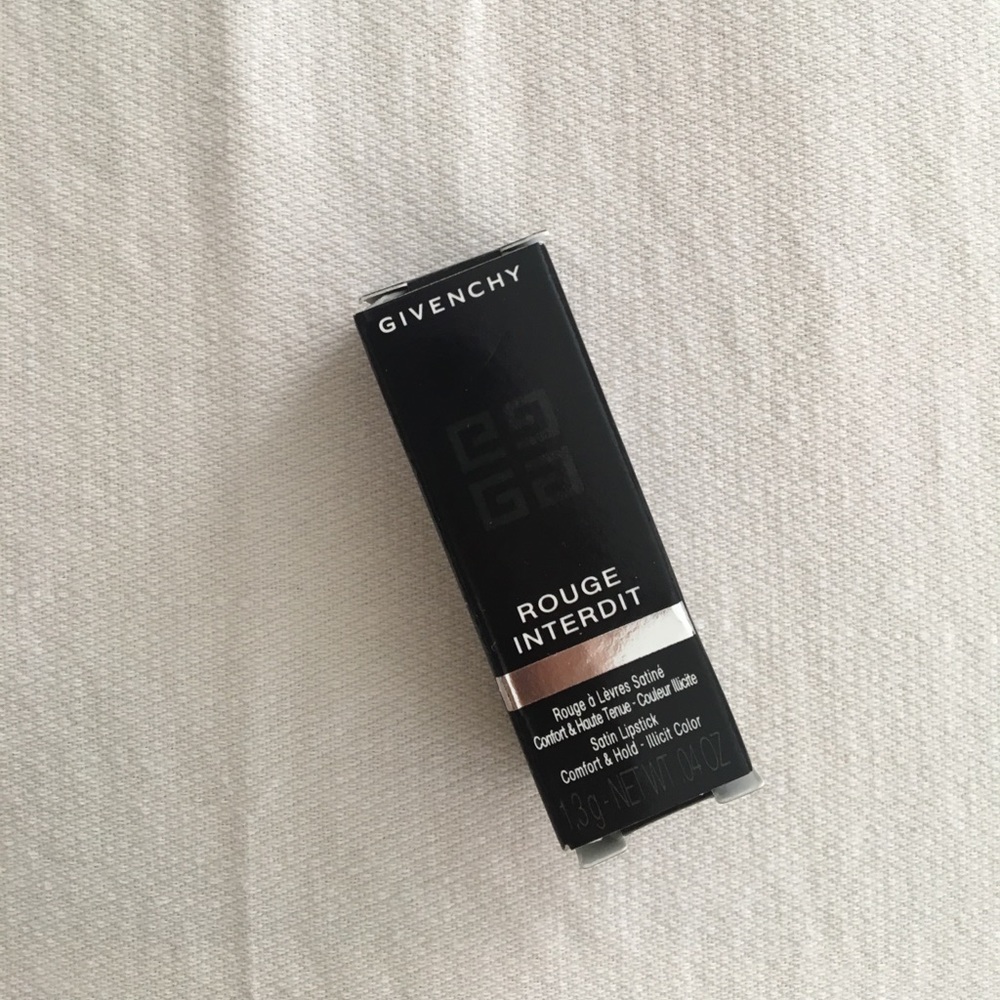 GIVENCHY
ROUGE
INTERDIT
Rouge à Lèvres Satiné
Confort & Haute Tenue - Couleur Illicite
Satin Lipstick
Comfort & Hold - Illicit Color
1.3 g - NET WT .04 OZ